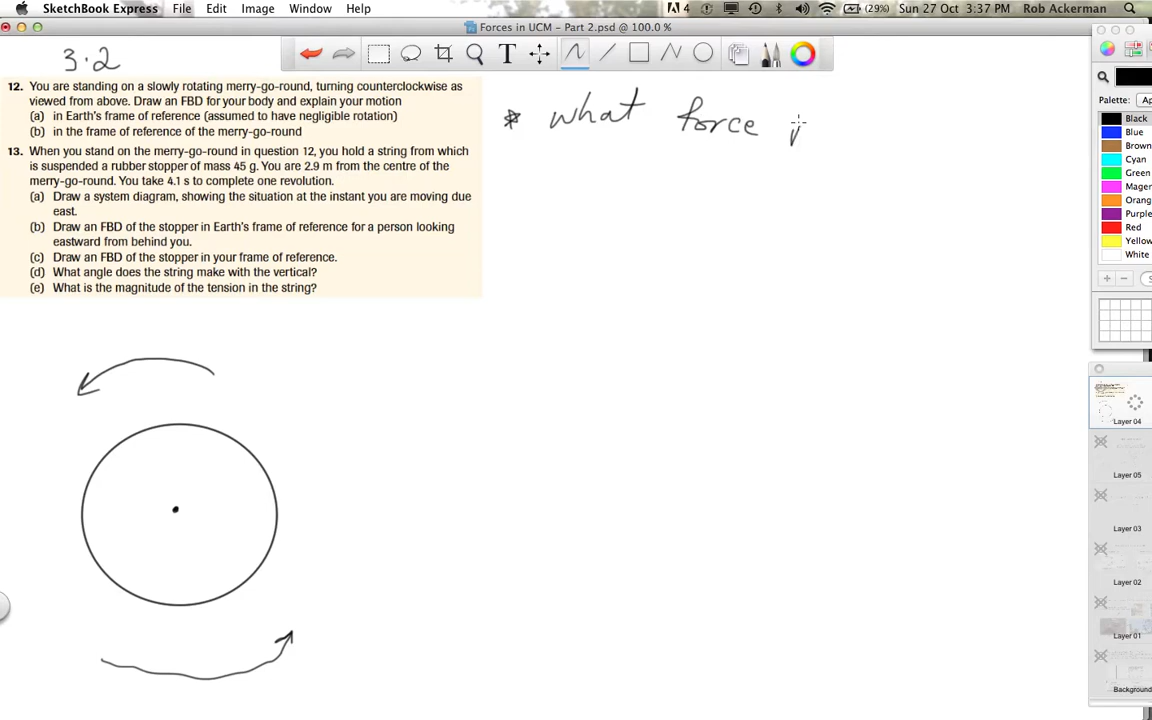 SketchBook Express File Edit Image Window Help 4 (29%) Sun 27 Oct 3:37 PM Rob Ackerman
Forces in UCM – Part 2.psd @ 100.0 %
T
3.2
12. You are standing on a slowly rotating merry-go-round, turning counterclockwise as
viewed from above. Draw an FBD for your body and explain your motion
(a) in Earth's frame of reference (assumed to have negligible rotation)
(b) in the frame of reference of the merry-go-round
13. When you stand on the merry-go-round in question 12, you hold a string from which
is suspended a rubber stopper of mass 45 g. You are 2.9 m from the centre of the
merry-go-round. You take 4.1 s to complete one revolution.
(a) Draw a system diagram, showing the situation at the instant you are moving due
east.
(b) Draw an FBD of the stopper in Earth's frame of reference for a person looking
eastward from behind you.
(c) Draw an FBD of the stopper in your frame of reference.
(d) What angle does the string make with the vertical?
(e) What is the magnitude of the tension in the string?
* what force
Palette: Ap
Black
Blue
Brown
Cyan
Green
Mager
Orang
Purple
Red
Yellow
White
S
Layer 04
Layer 05
Layer 03
Layer 02
Layer 01
Background